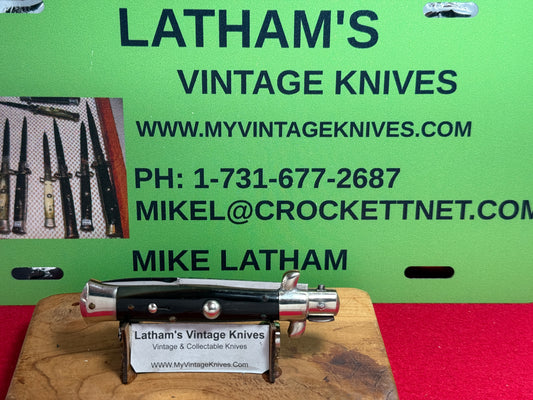 LATHAM'S
VINTAGE KNIVES
WWW.MYVINTAGEKNIVES.COM
PH: 1-731-677-2687
MIKEL@CROCKETTNET.COM
MIKE LATHAM
Latham's Vintage Knives
Vintage & Collectable Knives
WWW.MyVintageKnives.Com